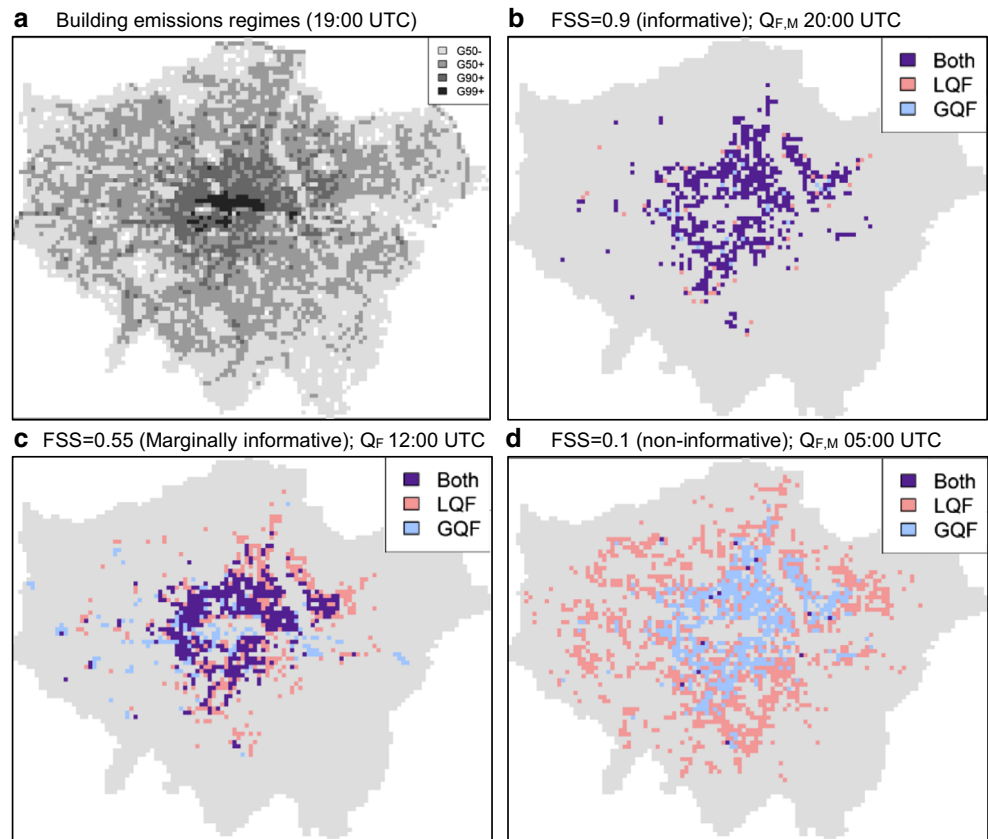 a Building emissions regimes (19:00 UTC)
G50-
G50+
G90+
G99+
b FSS=0.9 (informative); QF,M 20:00 UTC
Both
LQF
GQF
c FSS=0.55 (Marginally informative); QF 12:00 UTC
Both
LQF
GQF
d FSS=0.1 (non-informative); QF,M 05:00 UTC
Both
LQF
GQF